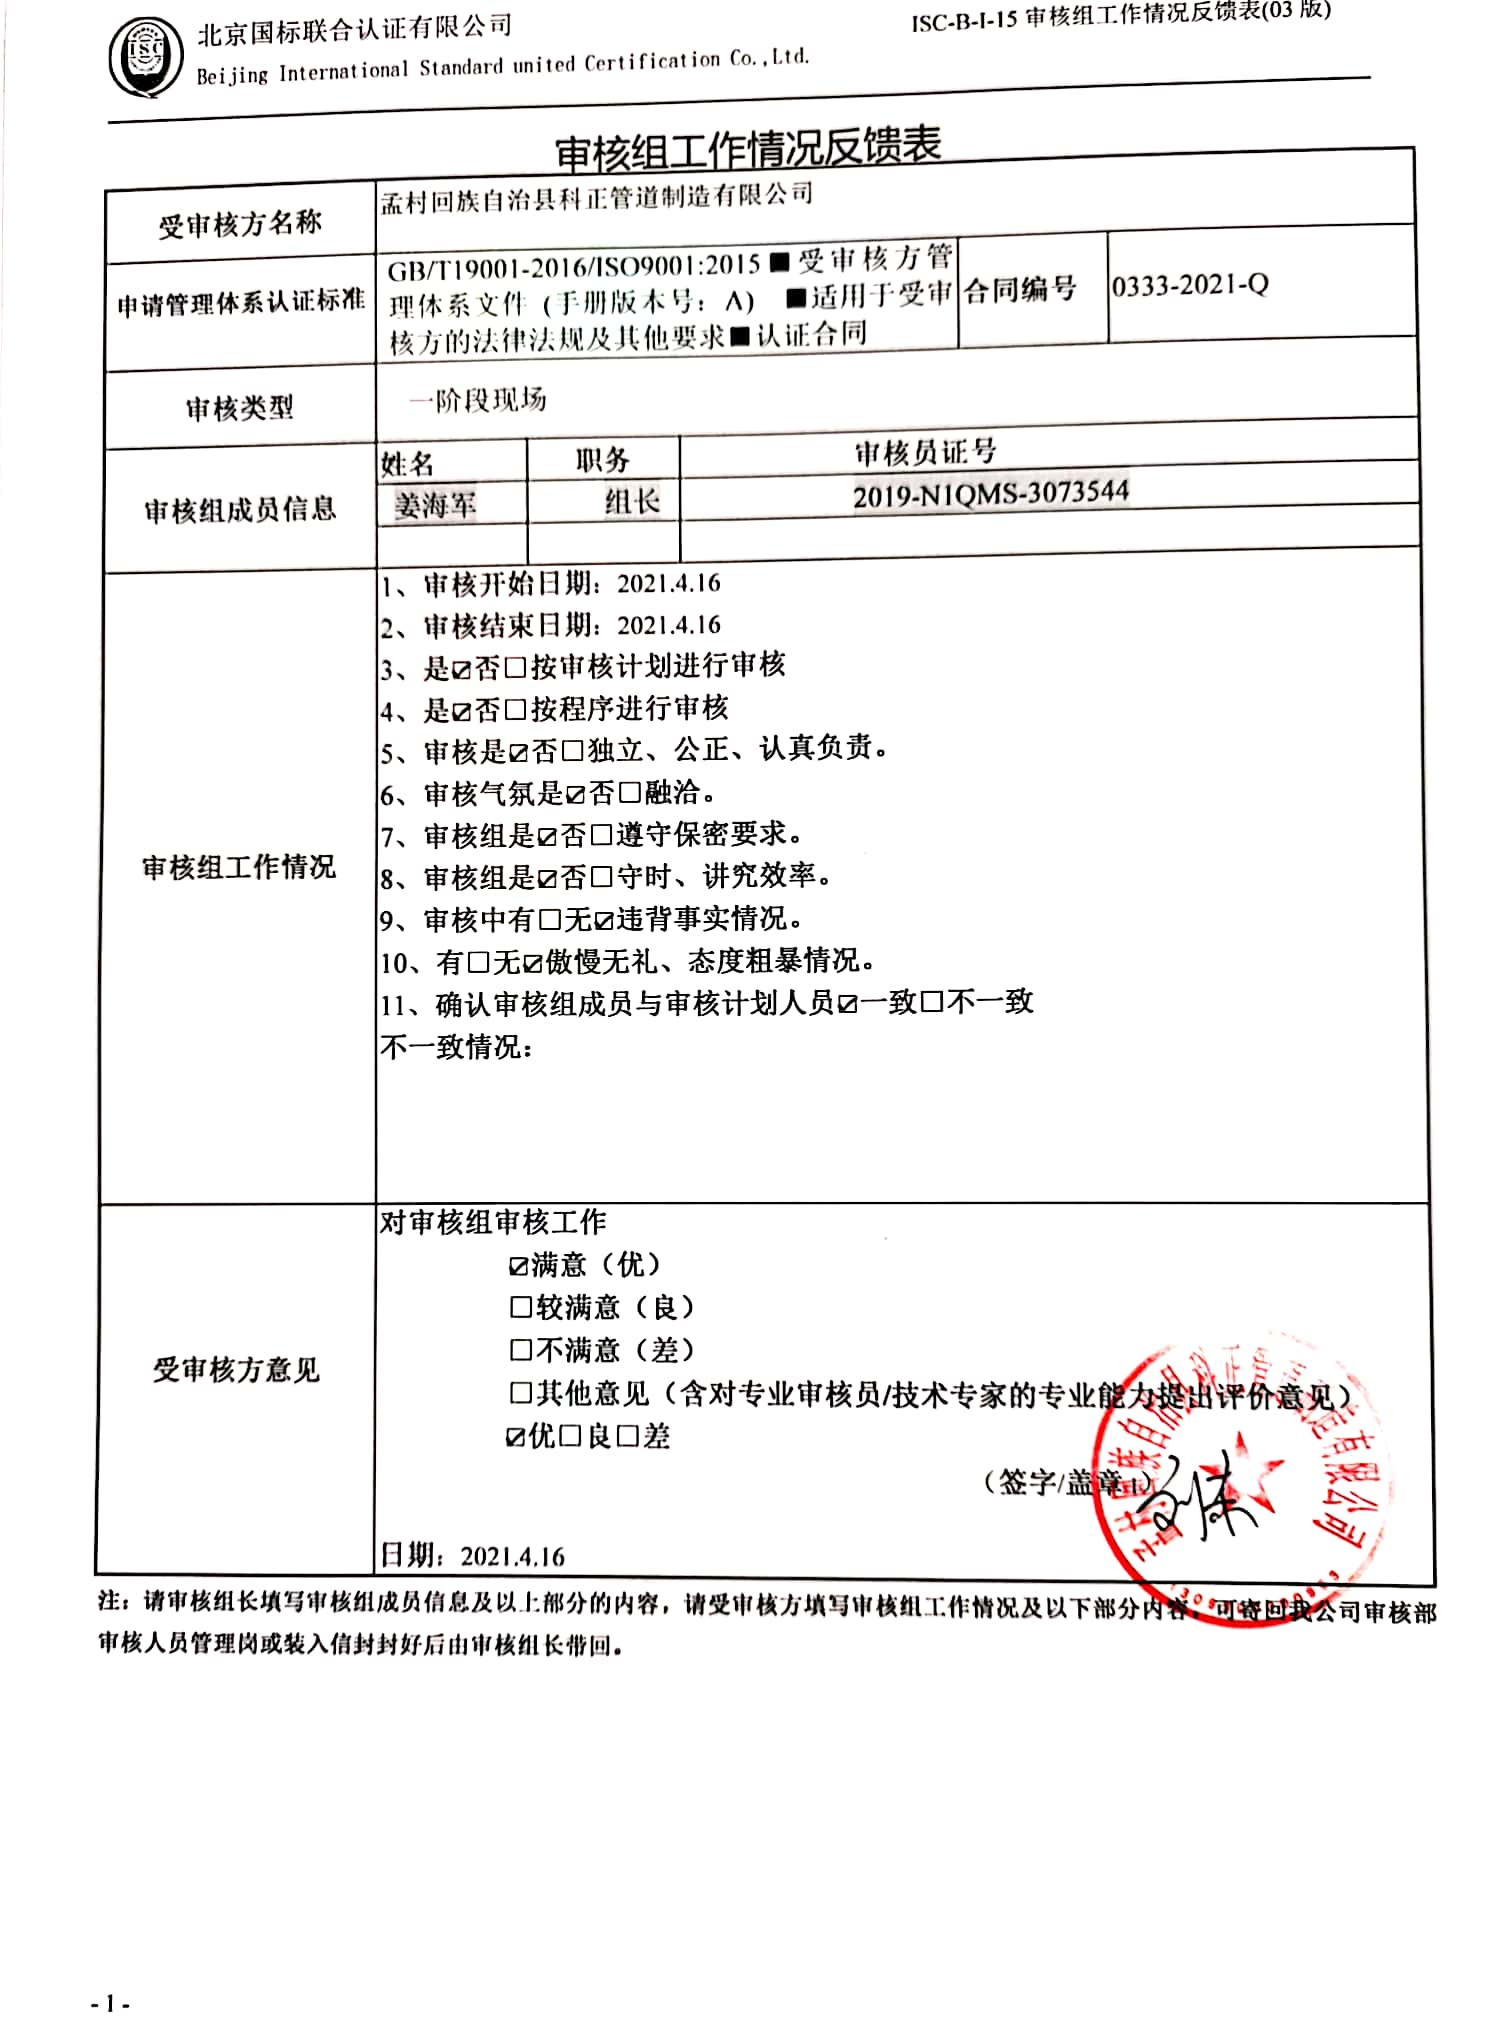 ISC
北京国标联合认证有限公司
ISC-B-I-15 审核组工作情况反馈表(03 版)
Beijing International Standard united Certification Co.,Ltd.
审核组工作情况反馈表
受审核方名称
孟村回族自治县科正管道制造有限公司
申请管理体系认证标准
GB/T19001-2016/ISO9001:2015■受审核方管
理体系文件（手册版本号：A） ■适用于受审
核方的法律法规及其他要求■认证合同
合同编号
0333-2021-Q
审核类型
一阶段现场
审核组成员信息
姓名 职务 审核员证号
姜海军 组长 2019-N1QMS-3073544
审核组工作情况
1、审核开始日期：2021.4.16
2、审核结束日期：2021.4.16
3、是☑否□按审核计划进行审核
4、是☑否□按程序进行审核
5、审核是☑否□独立、公正、认真负责。
6、审核气氛是☑否□融洽。
7、审核组是☑否□遵守保密要求。
8、审核组是☑否□守时、讲究效率。
9、审核中有□无☑违背事实情况。
10、有□无☑傲慢无礼、态度粗暴情况。
11、确认审核组成员与审核计划人员☑一致□不一致
不一致情况：
受审核方意见
对审核组审核工作
☑满意（优）
□较满意（良）
□不满意（差）
□其他意见（含对专业审核员/技术专家的专业能力提出评价意见）
☑优□良□差
（签字/盖章）
孟村回族自治县科正管道制造有限公司
日期：2021.4.16
注：请审核组长填写审核组成员信息及以上部分的内容，请受审核方填写审核组工作情况及以下部分内容，可寄回我公司审核部
审核人员管理岗或装入信封封好后由审核组长带回。
- 1 -